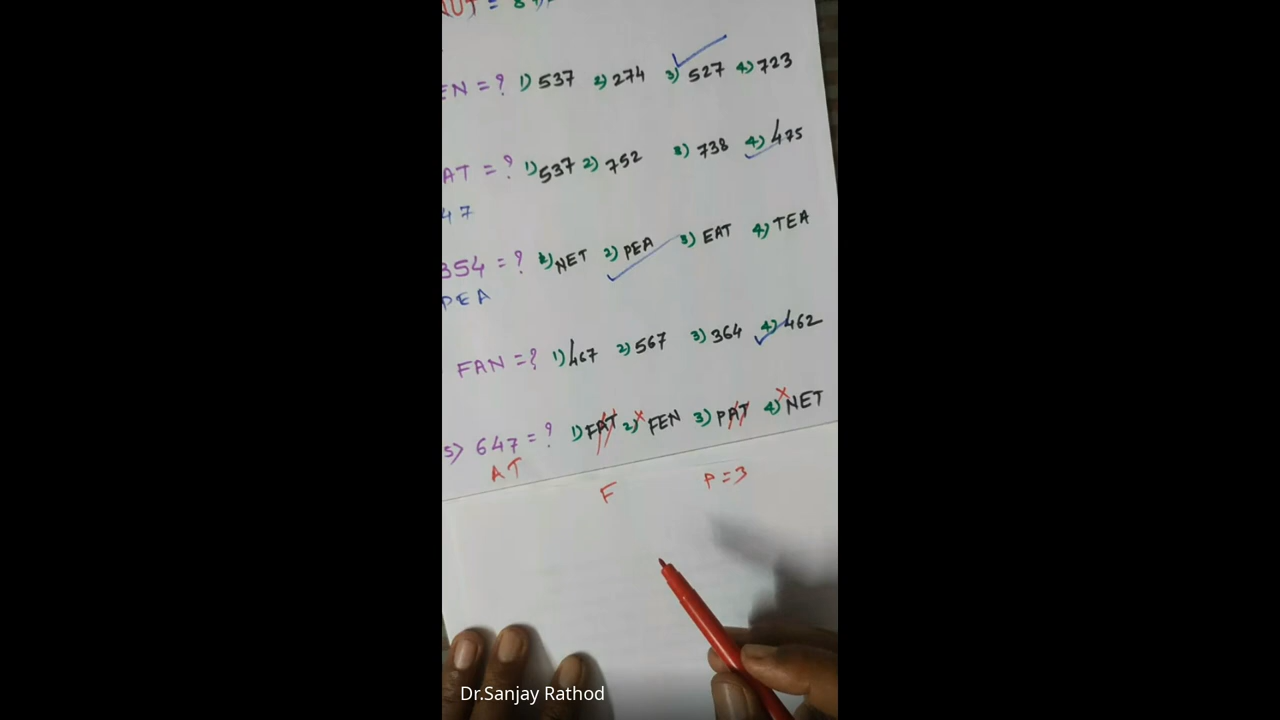 NUT = 8
EN = ? 1) 537 2) 274 3) 527 4) 723
AT = ? 1) 537 2) 752 3) 738 4) 475
47
354 = ? 1) NET 2) PEA 3) EAT 4) TEA
PEA
FAN = ? 1) 467 2) 567 3) 364 4) 462
5) 647 = ? 1) FAT 2) FEN 3) PAT 4) NET
AT
F P = 3
Dr.Sanjay Rathod